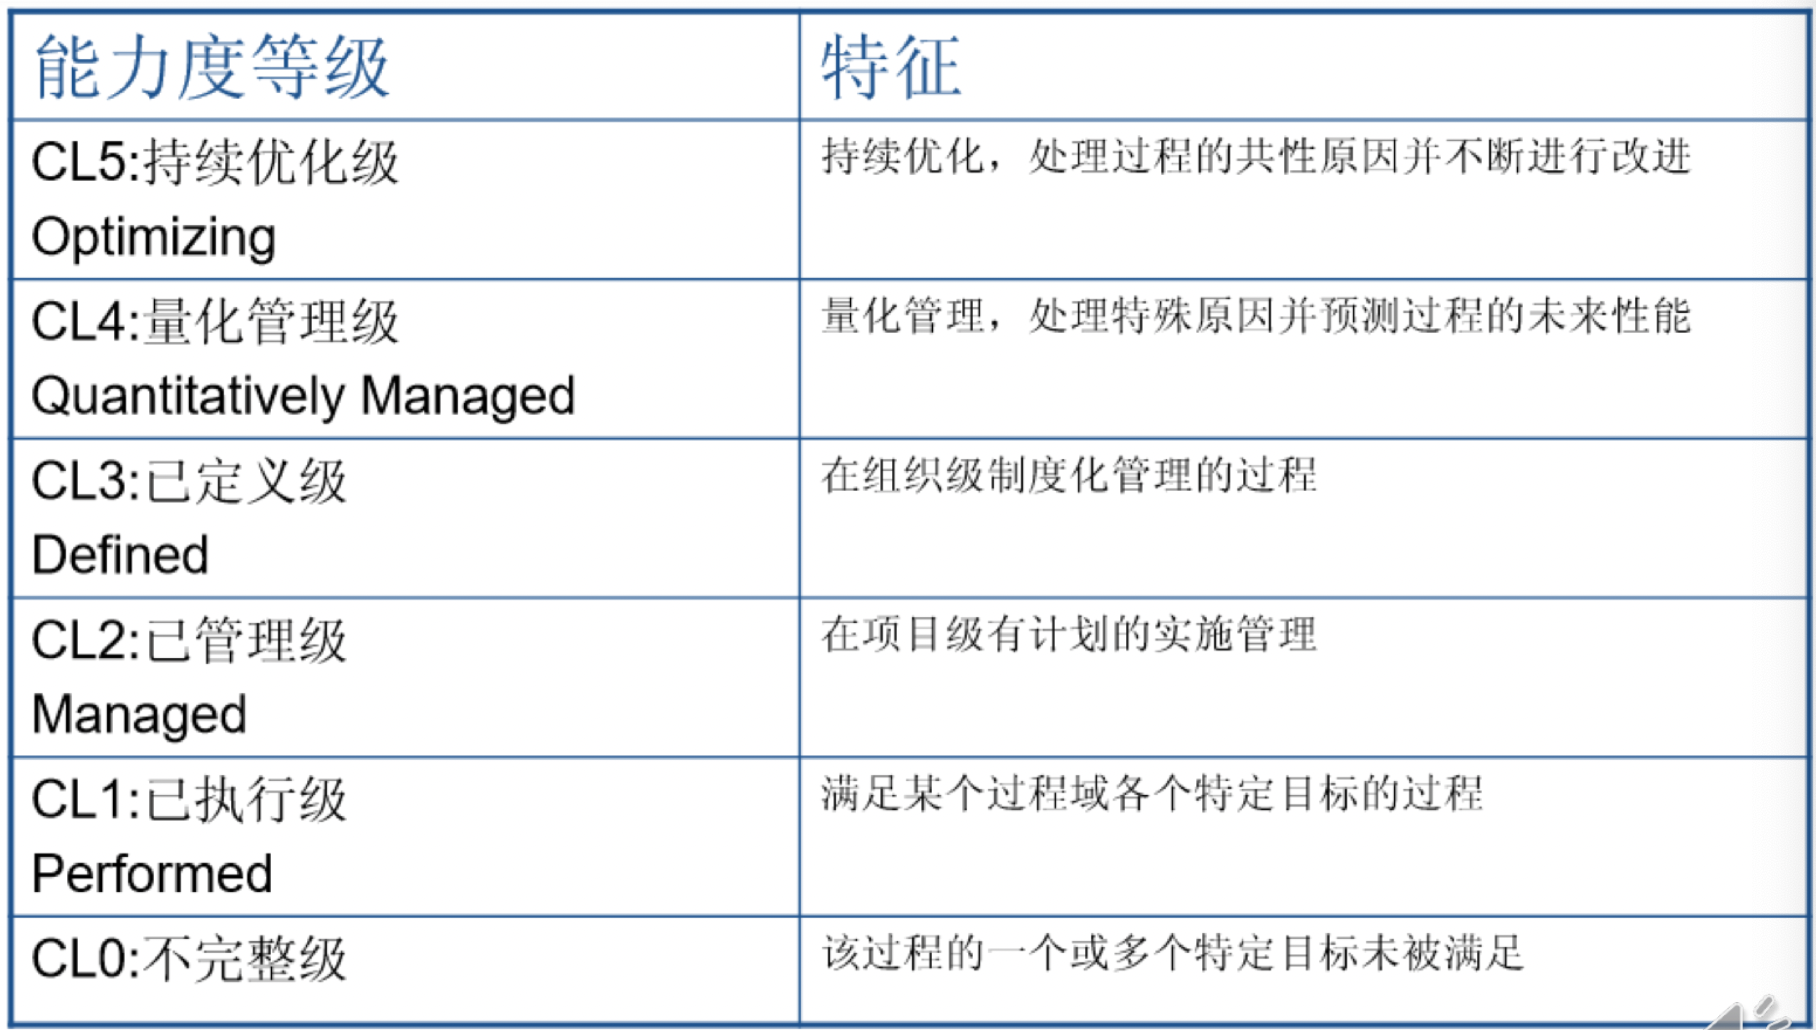 能力度等级
特征
CL5:持续优化级
Optimizing
持续优化，处理过程的共性原因并不断进行改进
CL4:量化管理级
Quantitatively Managed
量化管理，处理特殊原因并预测过程的未来性能
CL3:已定义级
Defined
在组织级制度化管理的过程
CL2:已管理级
Managed
在项目级有计划的实施管理
CL1:已执行级
Performed
满足某个过程域各个特定目标的过程
CL0:不完整级
该过程的一个或多个特定目标未被满足